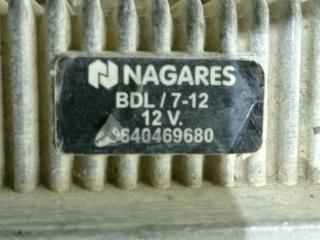 NAGARES
BDL / 7-12
12 V.
9640469680